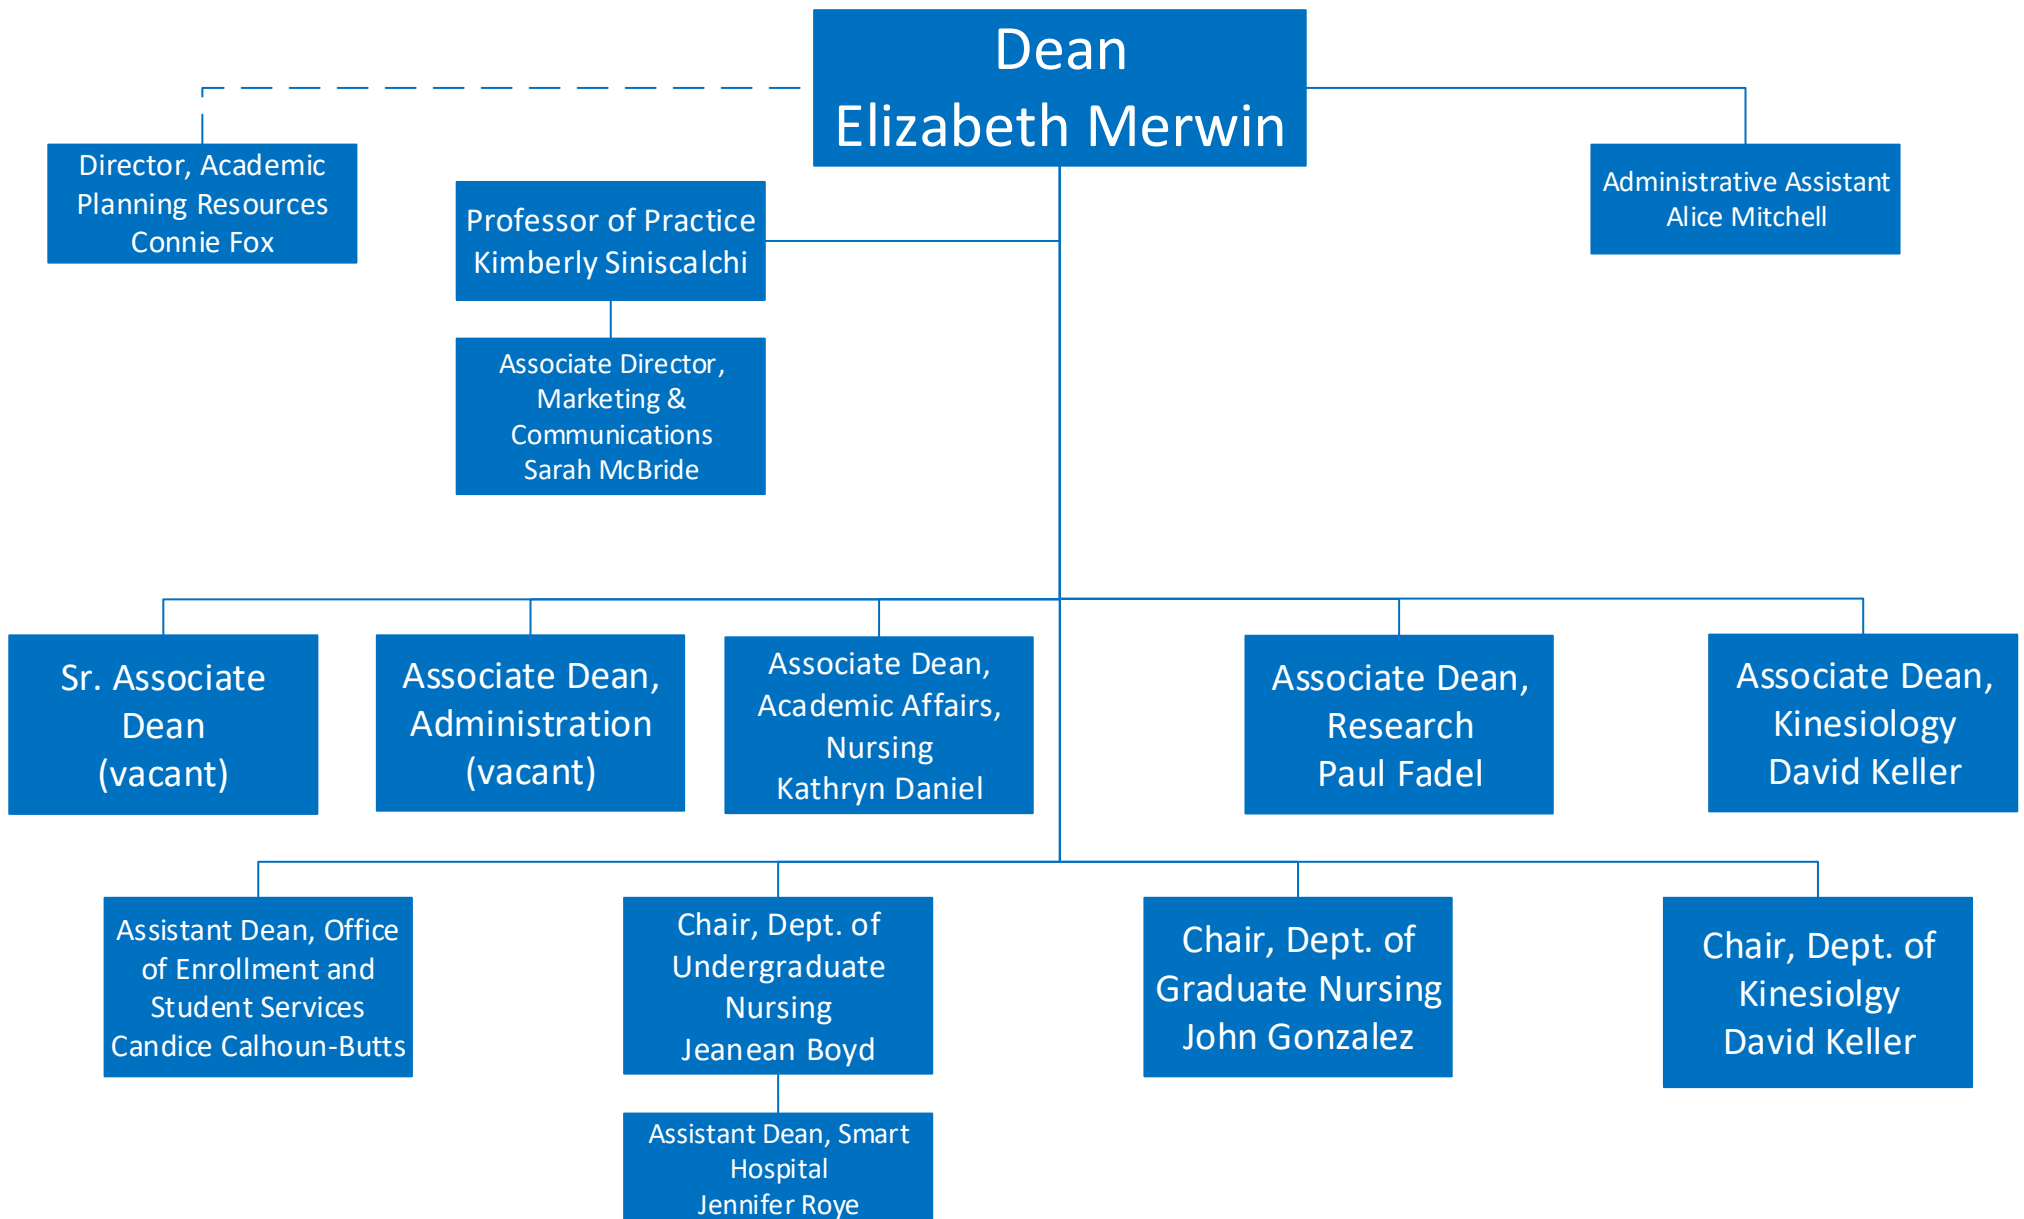 Dean
Elizabeth Merwin
Director, Academic
Planning Resources
Connie Fox
Administrative Assistant
Alice Mitchell
Professor of Practice
Kimberly Siniscalchi
Associate Director,
Marketing &
Communications
Sarah McBride
Sr. Associate
Dean
(vacant)
Associate Dean,
Administration
(vacant)
Associate Dean,
Academic Affairs,
Nursing
Kathryn Daniel
Associate Dean,
Research
Paul Fadel
Associate Dean,
Kinesiology
David Keller
Assistant Dean, Office
of Enrollment and
Student Services
Candice Calhoun-Butts
Chair, Dept. of
Undergraduate
Nursing
Jeanean Boyd
Chair, Dept. of
Graduate Nursing
John Gonzalez
Chair, Dept. of
Kinesiolgy
David Keller
Assistant Dean, Smart
Hospital
Jennifer Roye